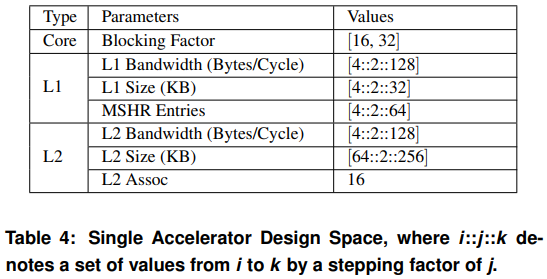 Type Parameters Values
Core Blocking Factor [16, 32]
L1 Bandwidth (Bytes/Cycle) [4::2::128]
L1 L1 Size (KB) [4::2::32]
MSHR Entries [4::2::64]
L2 Bandwidth (Bytes/Cycle) [4::2::128]
L2 L2 Size (KB) [64::2::256]
L2 Assoc 16
Table 4: Single Accelerator Design Space, where i::j::k de-
notes a set of values from i to k by a stepping factor of j.